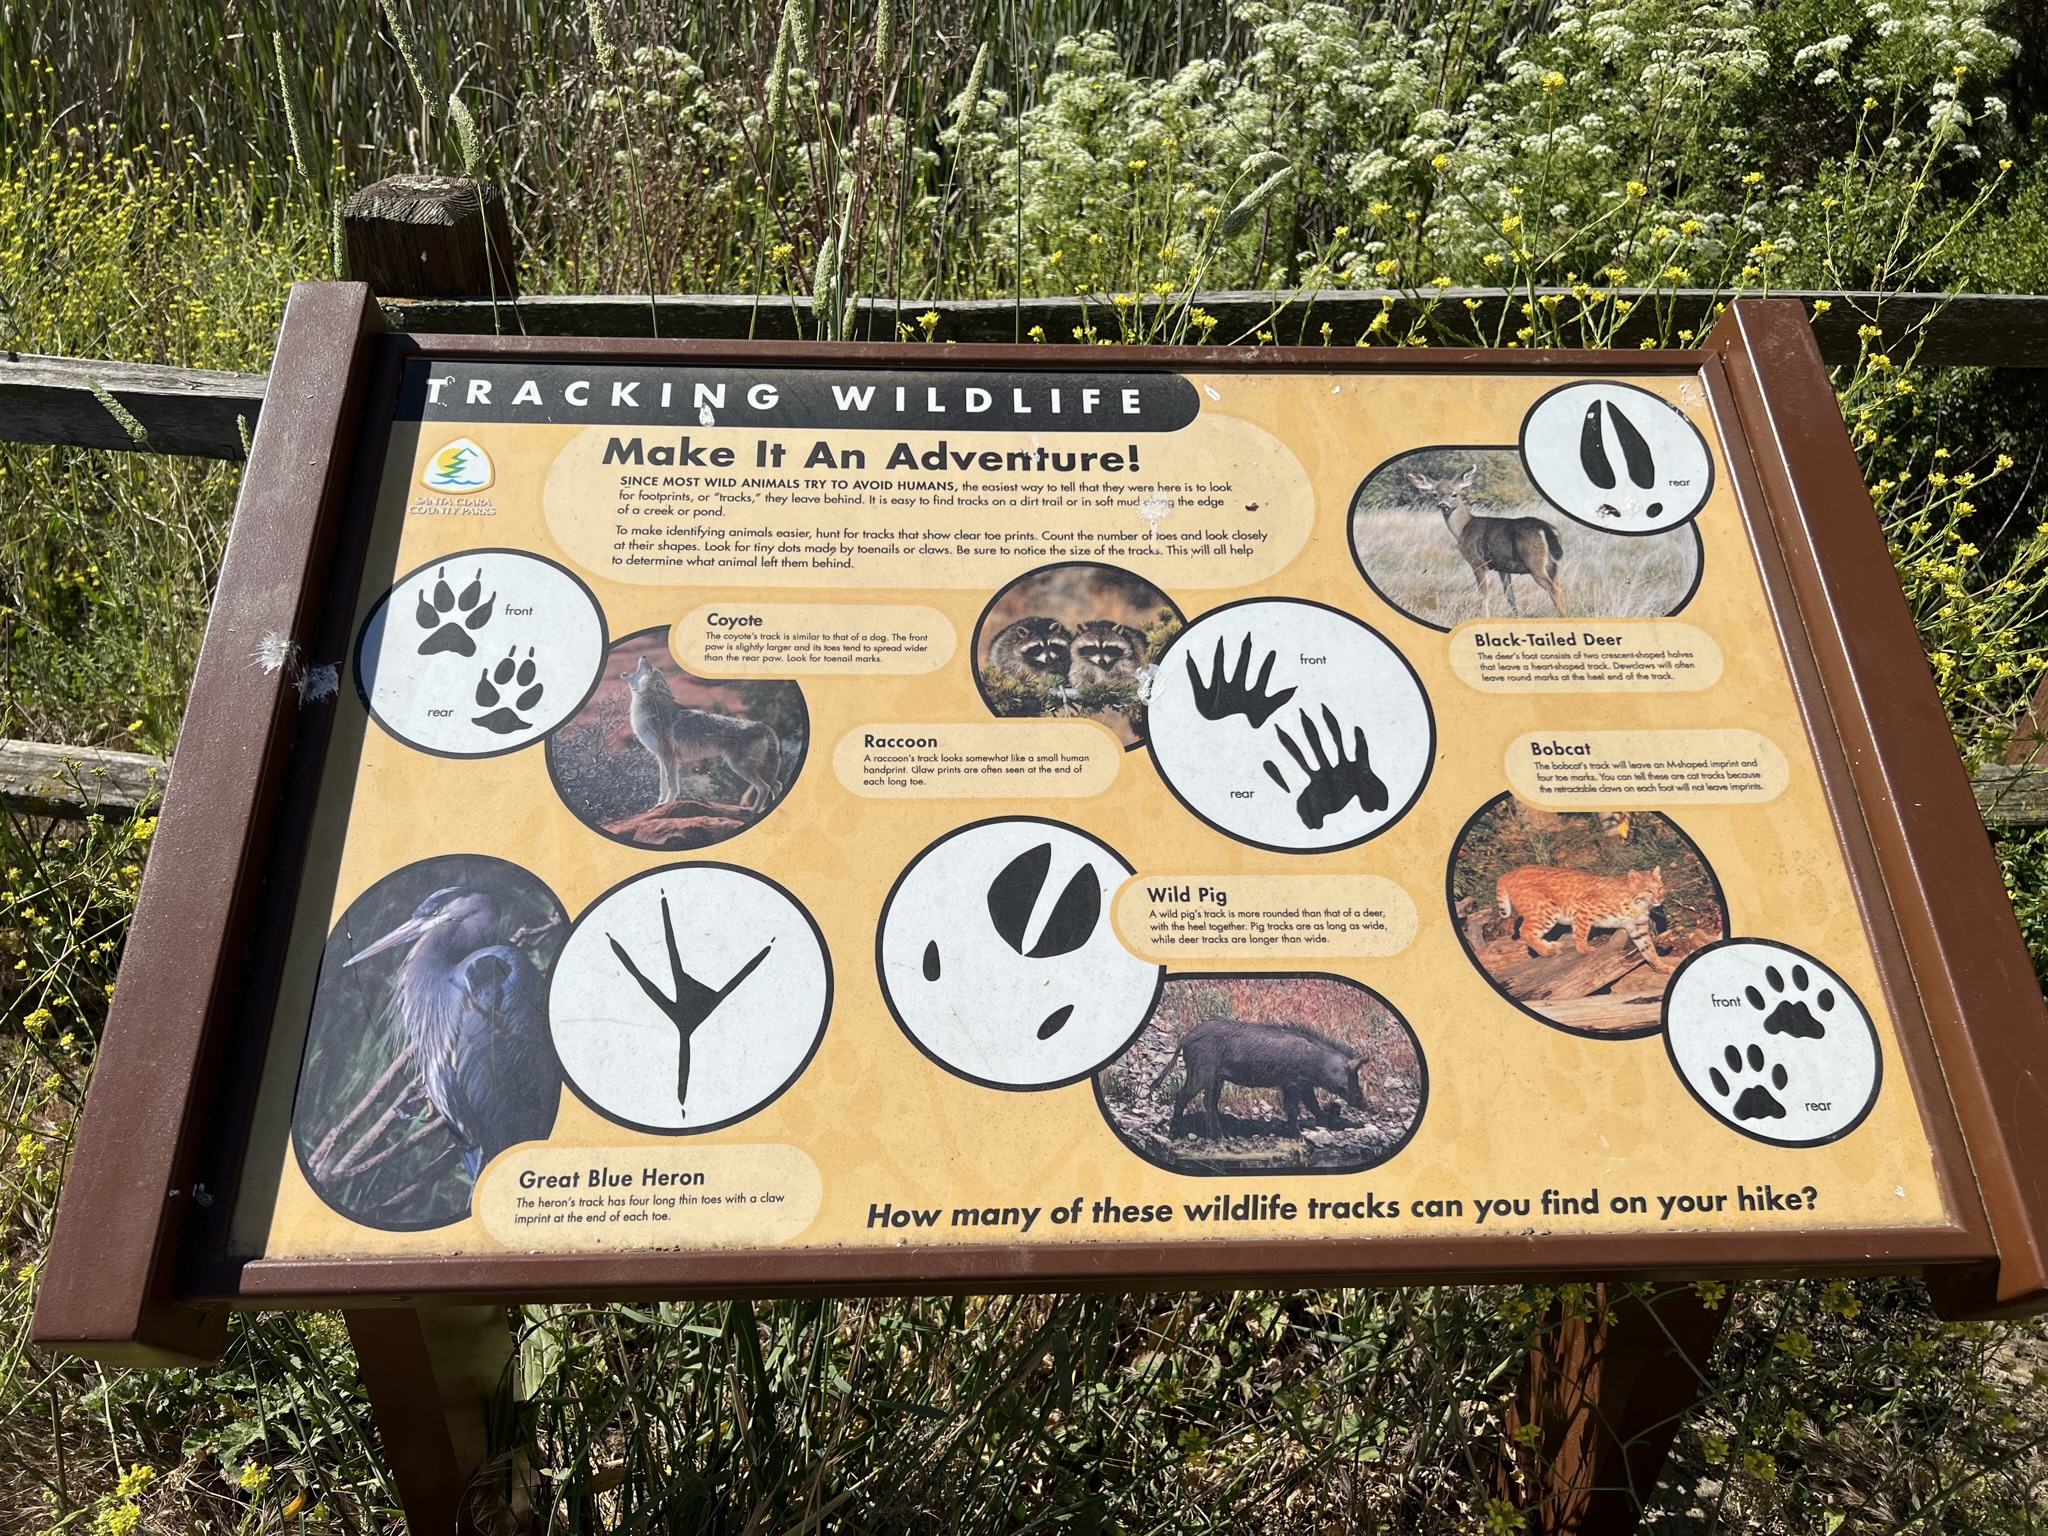 TRACKING WILDLIFE
SANTA CLARA
COUNTY PARKS
Make It An Adventure!
SINCE MOST WILD ANIMALS TRY TO AVOID HUMANS, the easiest way to tell that they were here is to look
for footprints, or "tracks," they leave behind. It is easy to find tracks on a dirt trail or in soft mud along the edge
of a creek or pond.
To make identifying animals easier, hunt for tracks that show clear toe prints. Count the number of toes and look closely
at their shapes. Look for tiny dots made by toenails or claws. Be sure to notice the size of the tracks. This will all help
to determine what animal left them behind.
front
rear
Coyote
The coyote's track is similar to that of a dog. The front
paw is slightly larger and its toes tend to spread wider
than the rear paw. Look for toenail marks.
Raccoon
A raccoon's track looks somewhat like a small human
handprint. Claw prints are often seen at the end of
each long toe.
front
rear
rear
Black-Tailed Deer
The deer's foot consists of two crescent-shaped halves
that leave a heart-shaped track. Dewclaws will often
leave round marks at the heel end of the track.
Bobcat
The bobcat's track will leave an M-shaped imprint and
four toe marks. You can tell these are cat tracks because
the retractable claws on each foot will not leave imprints.
front
rear
Wild Pig
A wild pig's track is more rounded than that of a deer,
with the heel together. Pig tracks are as long as wide,
while deer tracks are longer than wide.
Great Blue Heron
The heron's track has four long thin toes with a claw
imprint at the end of each toe.
How many of these wildlife tracks can you find on your hike?